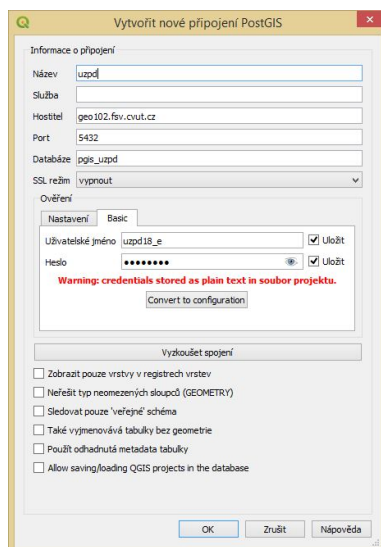 Vytvořit nové připojení PostGIS
Informace o připojení
Název uzpd
Služba
Hostitel geo102.fsv.cvut.cz
Port 5432
Databáze pgis_uzpd
SSL režim vypnout
Ověření
Nastavení Basic
Uživatelské jméno uzpd18_e Uložit
Heslo ●●●●●●●● Uložit
Warning: credentials stored as plain text in soubor projektu.
Convert to configuration
Vyzkoušet spojení
Zobrazit pouze vrstvy v registrech vrstev
Neřešit typ neomezených sloupců (GEOMETRY)
Sledovat pouze 'veřejné' schéma
Také vyjmenovává tabulky bez geometrie
Použít odhadnutá metadata tabulky
Allow saving/loading QGIS projects in the database
OK Zrušit Nápověda